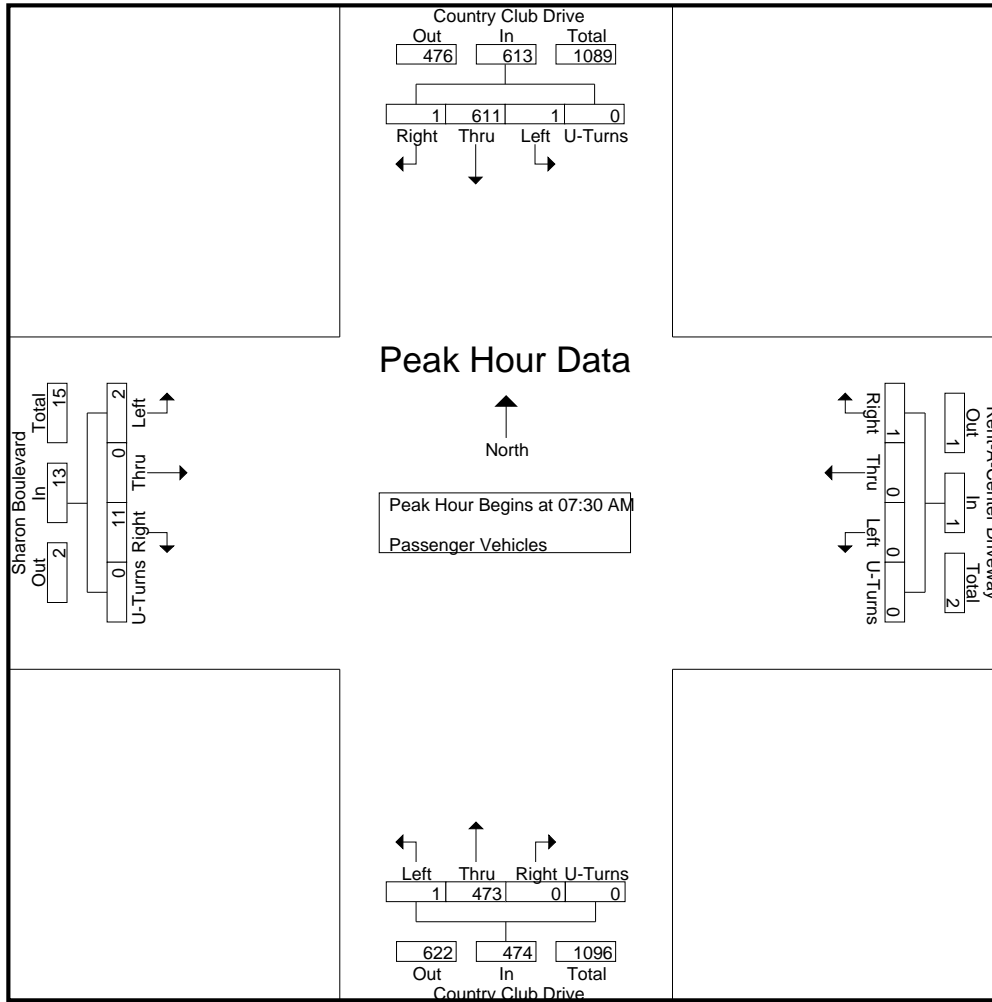 Country Club Drive
Out In Total
476 613 1089
1 611 1 0
Right Thru Left U-Turns
Peak Hour Data
North
Peak Hour Begins at 07:30 AM
Passenger Vehicles
Sharon Boulevard
Total In Out
15 13 2
2 0 11 0
Left Thru Right U-Turns
Rent-A-Center Driveway
Out In Total
1 1 2
1 0 0 0
Right Thru Left U-Turns
Left Thru Right U-Turns
1 473 0 0
622 474 1096
Out In Total
Country Club Drive